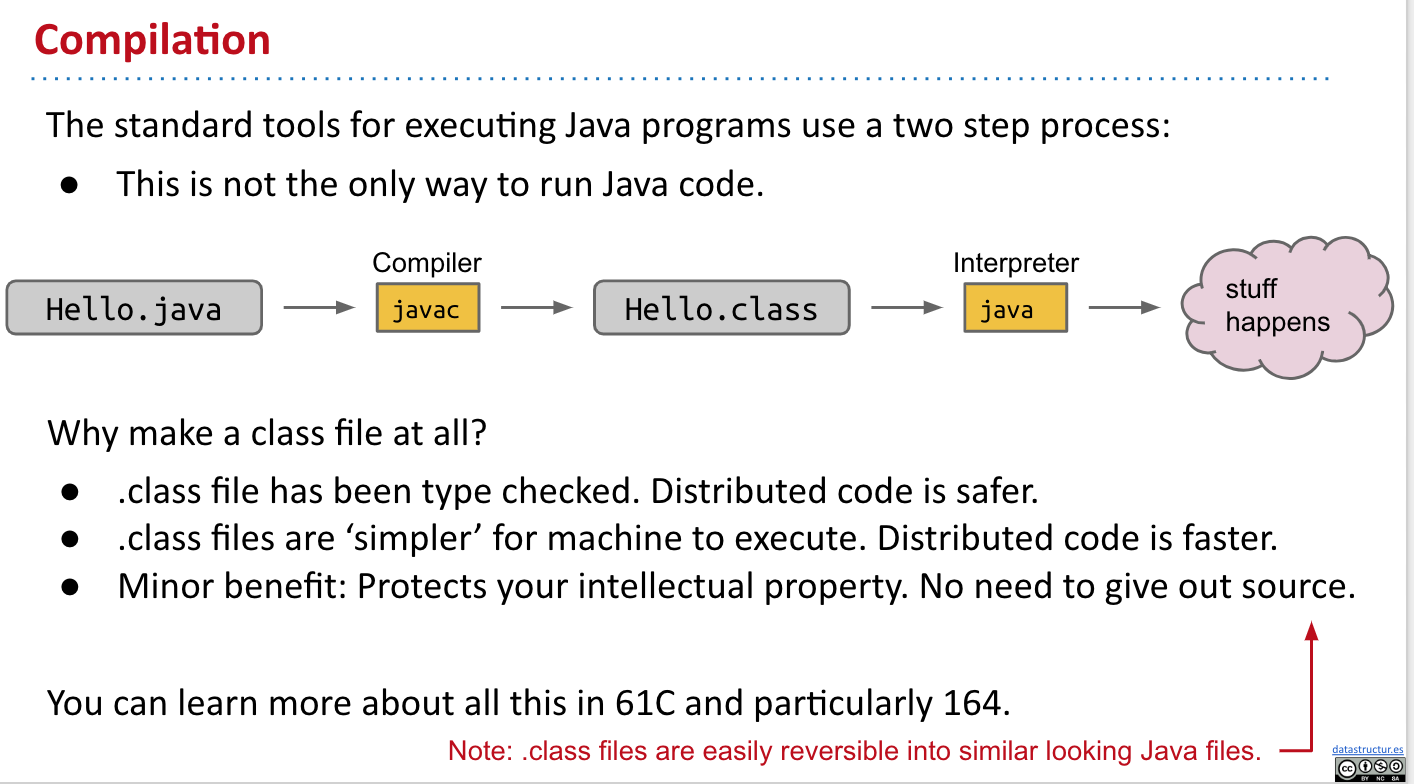 Compilation
The standard tools for executing Java programs use a two step process:
● This is not the only way to run Java code.
Compiler
Interpreter
Hello.java
javac
Hello.class
java
stuff
happens
Why make a class file at all?
● .class file has been type checked. Distributed code is safer.
● .class files are ‘simpler’ for machine to execute. Distributed code is faster.
● Minor benefit: Protects your intellectual property. No need to give out source.
You can learn more about all this in 61C and particularly 164.
Note: .class files are easily reversible into similar looking Java files.
datastructur.es
cc
BY NC SA